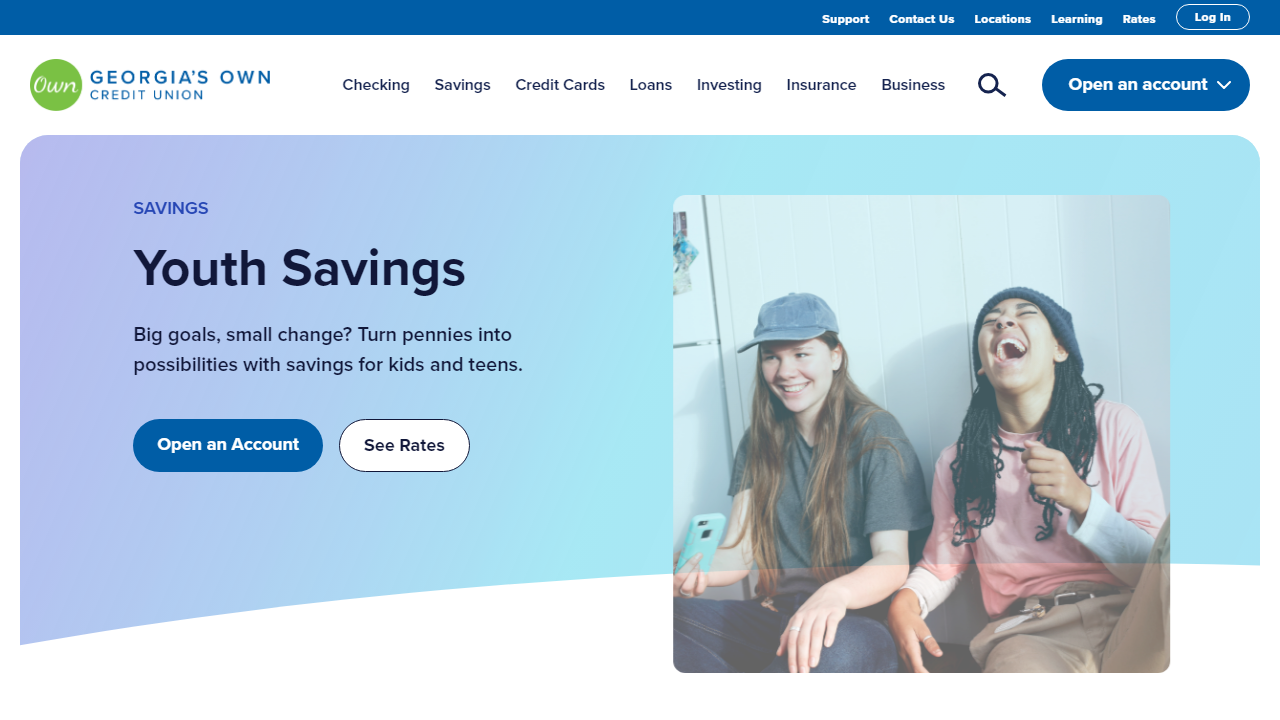 Support Contact Us Locations Learning Rates Log In
Own GEORGIA'S OWN
CREDIT UNION
Checking Savings Credit Cards Loans Investing Insurance Business Open an account
SAVINGS
Youth Savings
Big goals, small change? Turn pennies into
possibilities with savings for kids and teens.
Open an Account See Rates